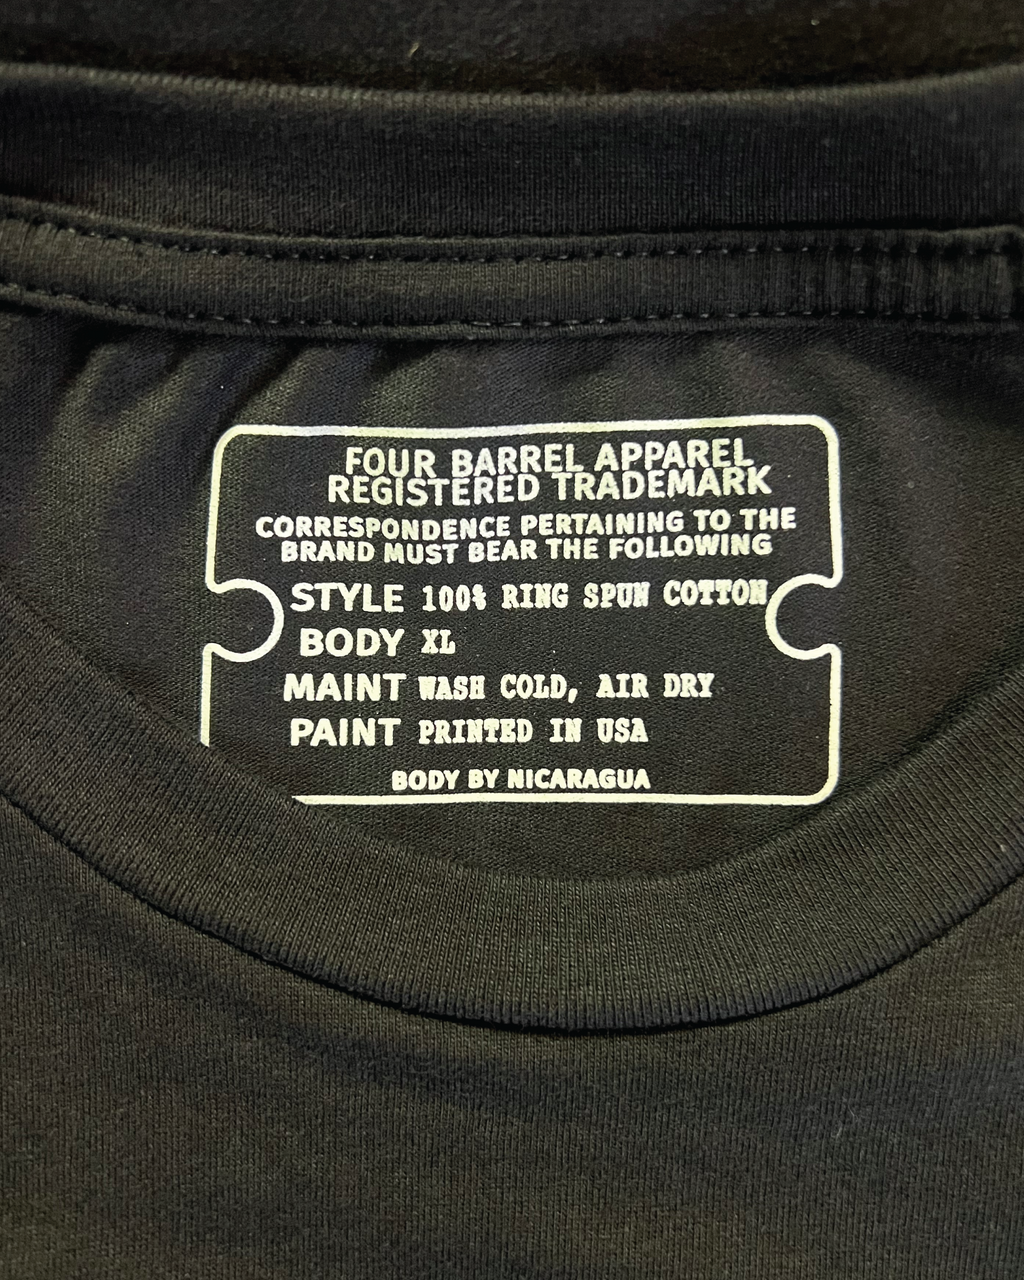 FOUR BARREL APPAREL
REGISTERED TRADEMARK
CORRESPONDENCE PERTAINING TO THE
BRAND MUST BEAR THE FOLLOWING
STYLE 100% RING SPUN COTTON
BODY XL
MAINT WASH COLD, AIR DRY
PAINT PRINTED IN USA
BODY BY NICARAGUA